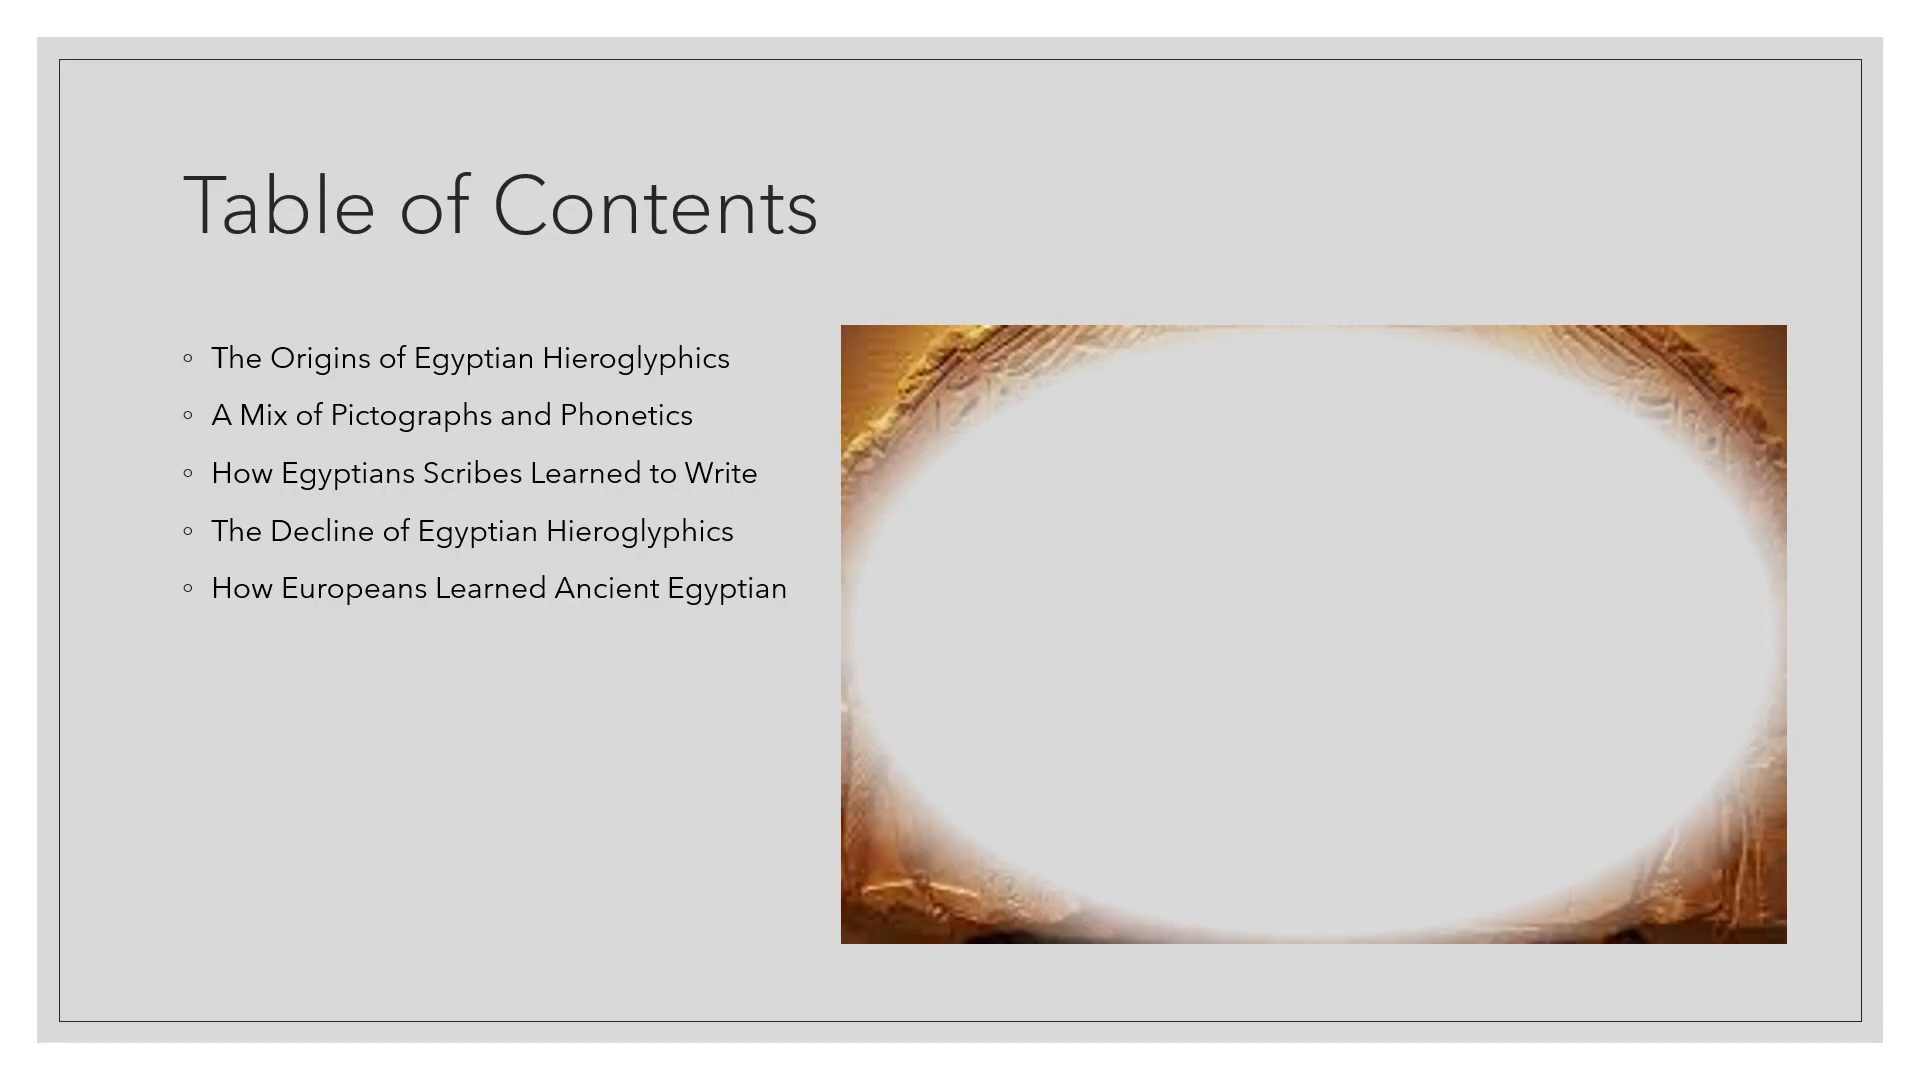 Table of Contents
◦ The Origins of Egyptian Hieroglyphics
◦ A Mix of Pictographs and Phonetics
◦ How Egyptians Scribes Learned to Write
◦ The Decline of Egyptian Hieroglyphics
◦ How Europeans Learned Ancient Egyptian